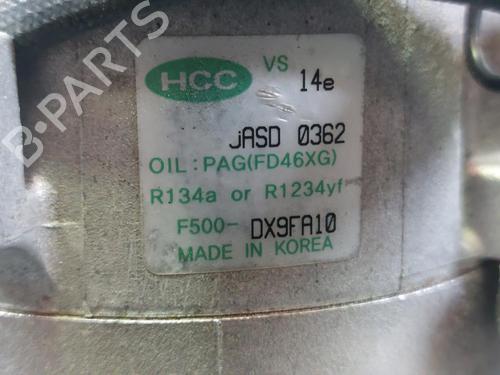 HCC VS 14e
JASD 0362
OIL : PAG(FD46XG)
R134a or R1234yf
F500- DX9FA10
MADE IN KOREA
B-PARTS